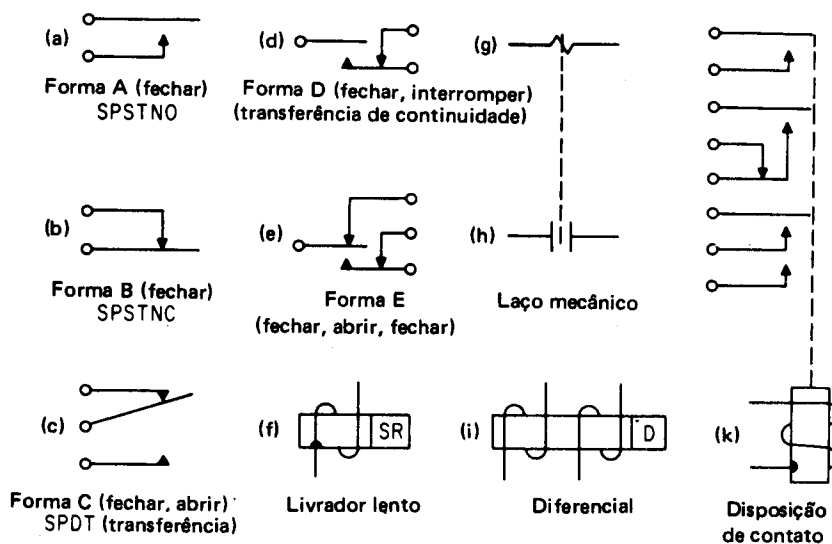 (a)
Forma A (fechar)
SPSTNO
(d)
Forma D (fechar, interromper)
(transferência de continuidade)
(g)
(b)
Forma B (fechar)
SPSTNC
(e)
Forma E
(fechar, abrir, fechar)
(h)
Laço mecânico
(c)
Forma C (fechar, abrir)
SPDT (transferência)
(f)
SR
Livrador lento
(i)
D
Diferencial
(k)
Disposição
de contato